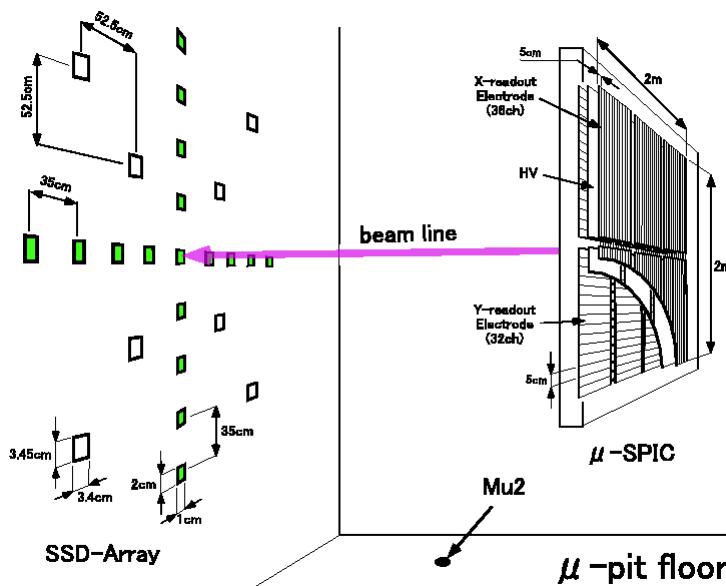 52.5cm
52.5cm
35cm
5cm
2m
X-readout
Electrode
(36ch)
HV
beam line
2m
Y-readout
Electrode
(32ch)
5cm
35cm
3.45cm
3.4cm
2cm
1cm
μ-SPIC
Mu2
SSD-Array
μ-pit floor